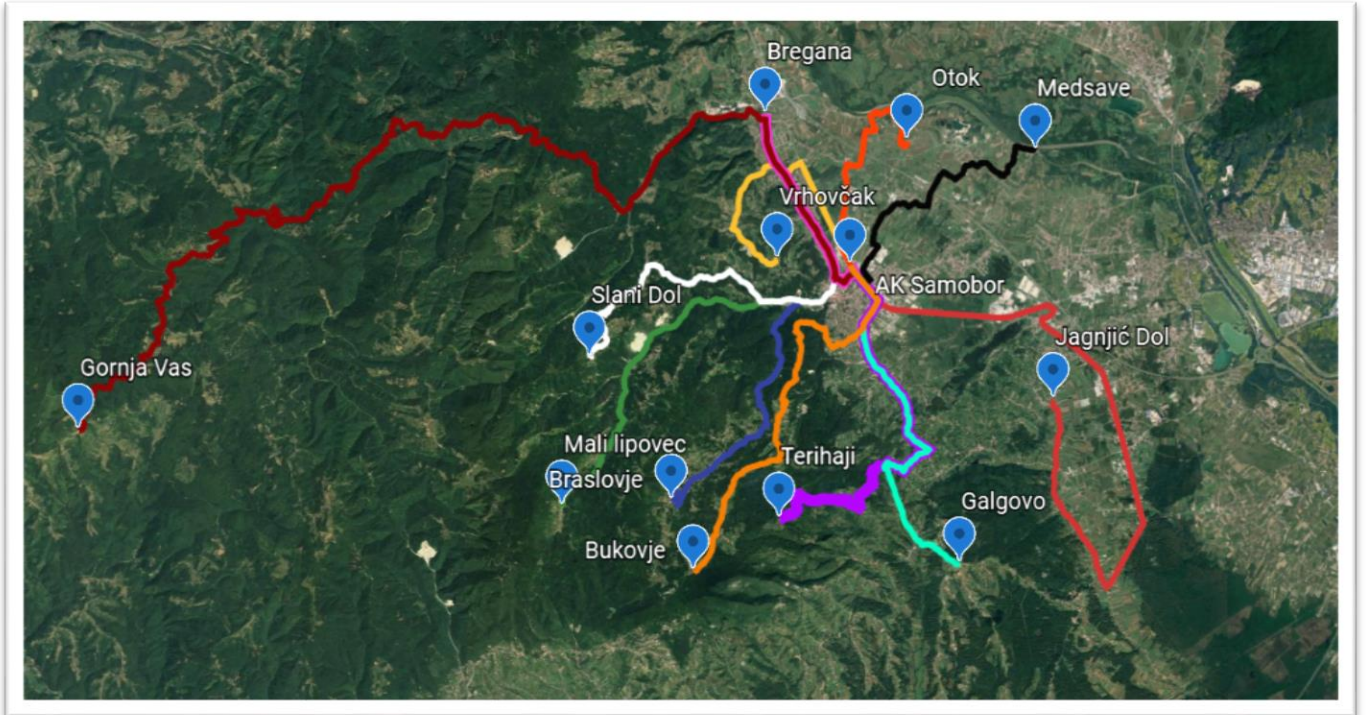 Bregana
Otok
Medsave
Vrhovčak
AK Samobor
Slani Dol
Jagnjić Dol
Gornja Vas
Mali lipovec
Terihaji
Braslovje
Galgovo
Bukovje